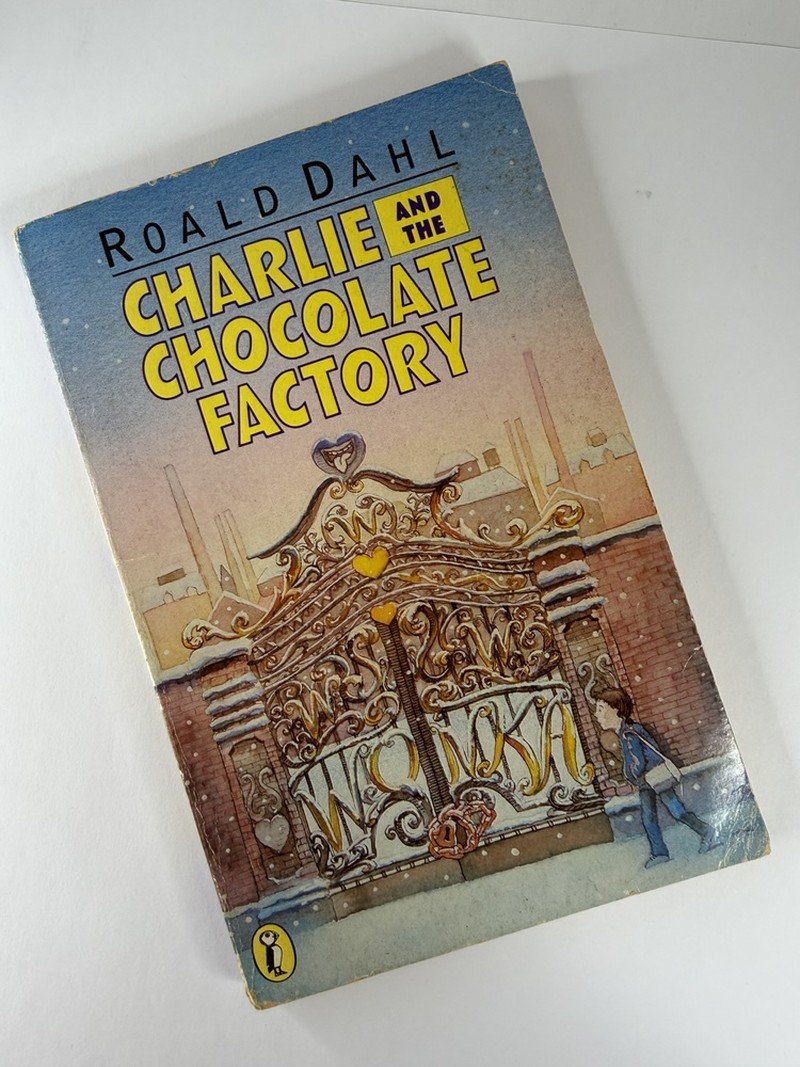 ROALD DAHL
CHARLIE AND THE
CHOCOLATE
FACTORY
W
W W
WONKA